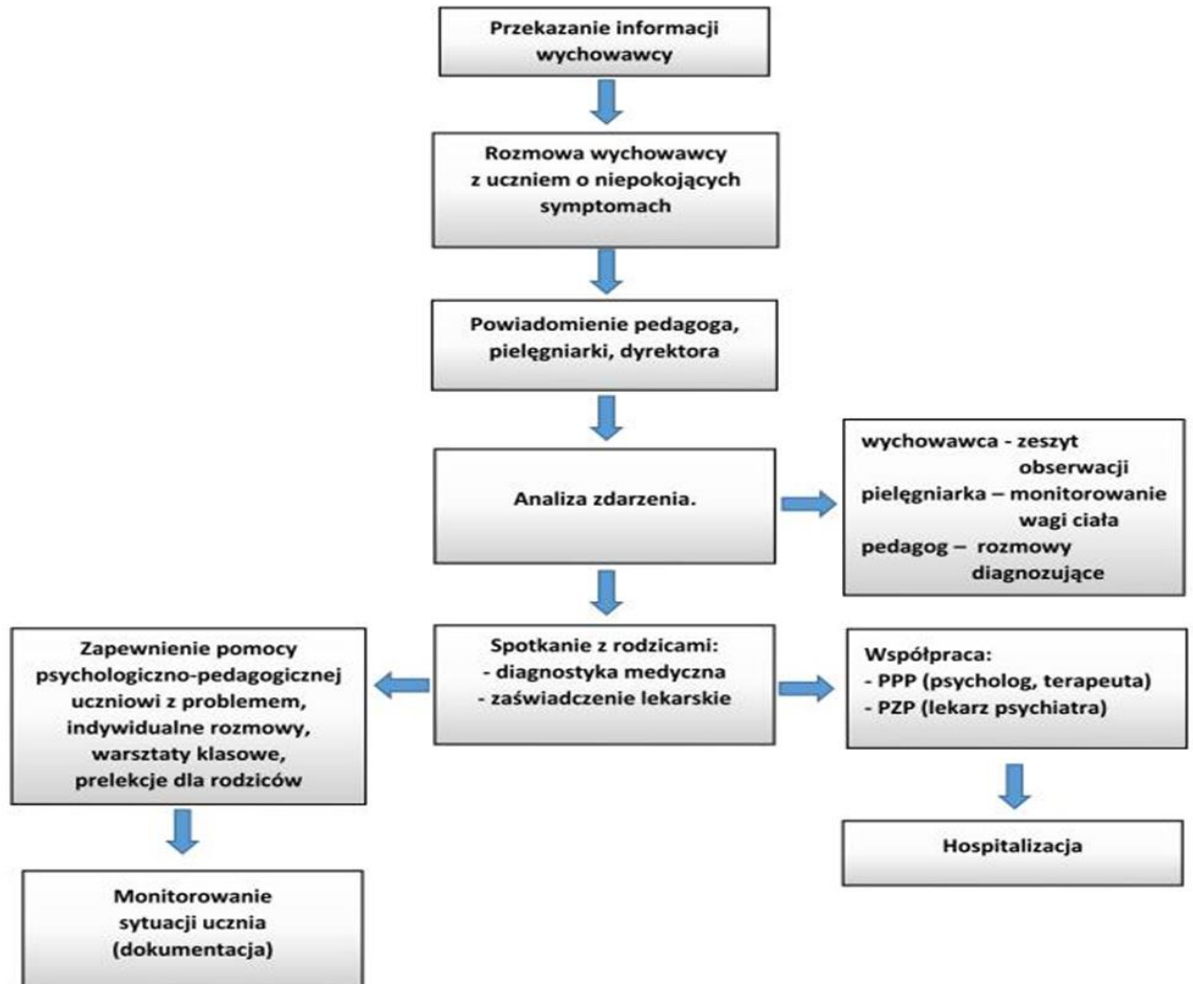 Przekazanie informacji
wychowawcy
Rozmowa wychowawcy
z uczniem o niepokojących
symptomach
Powiadomienie pedagoga,
pielęgniarki, dyrektora
Analiza zdarzenia.
wychowawca - zeszyt
obserwacji
pielęgniarka – monitorowanie
wagi ciała
pedagog – rozmowy
diagnozujące
Zapewnienie pomocy
psychologiczno-pedagogicznej
uczniowi z problemem,
indywidualne rozmowy,
warsztaty klasowe,
prelekcje dla rodziców
Spotkanie z rodzicami:
- diagnostyka medyczna
- zaświadczenie lekarskie
Współpraca:
- PPP (psycholog, terapeuta)
- PZP (lekarz psychiatra)
Hospitalizacja
Monitorowanie
sytuacji ucznia
(dokumentacja)